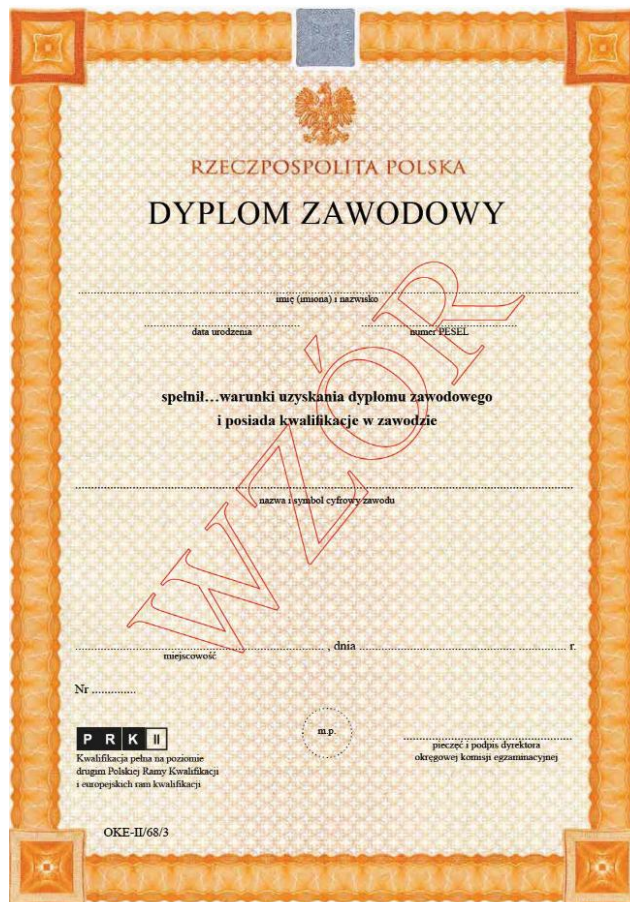 RZECZPOSPOLITA POLSKA
DYPLOM ZAWODOWY
imię (imiona) i nazwisko
data urodzenia numer PESEL
spełnił...warunki uzyskania dyplomu zawodowego
i posiada kwalifikacje w zawodzie
nazwa i symbol cyfrowy zawodu
WZÓR
, dnia r.
miejscowość
Nr
m.p.
P R K II
pieczęć i podpis dyrektora
okręgowej komisji egzaminacyjnej
Kwalifikacja pełna na poziomie
drugim Polskiej Ramy Kwalifikacji
i europejskich ram kwalifikacji
OKE-II/68/3